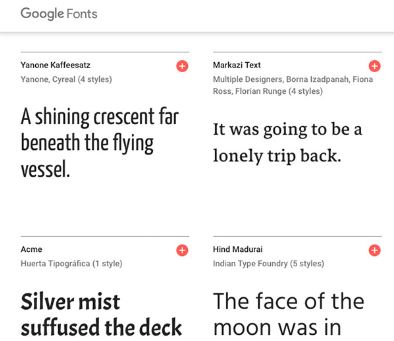 Google Fonts
Yanone Kaffeesatz
Yanone, Cyreal (4 styles)
A shining crescent far
beneath the flying
vessel.
Markazi Text
Multiple Designers, Borna Izadpanah, Fiona
Ross, Florian Runge (4 styles)
It was going to be a
lonely trip back.
Acme
Huerta Tipográfica (1 style)
Silver mist
suffused the deck
Hind Madurai
Indian Type Foundry (5 styles)
The face of the
moon was in